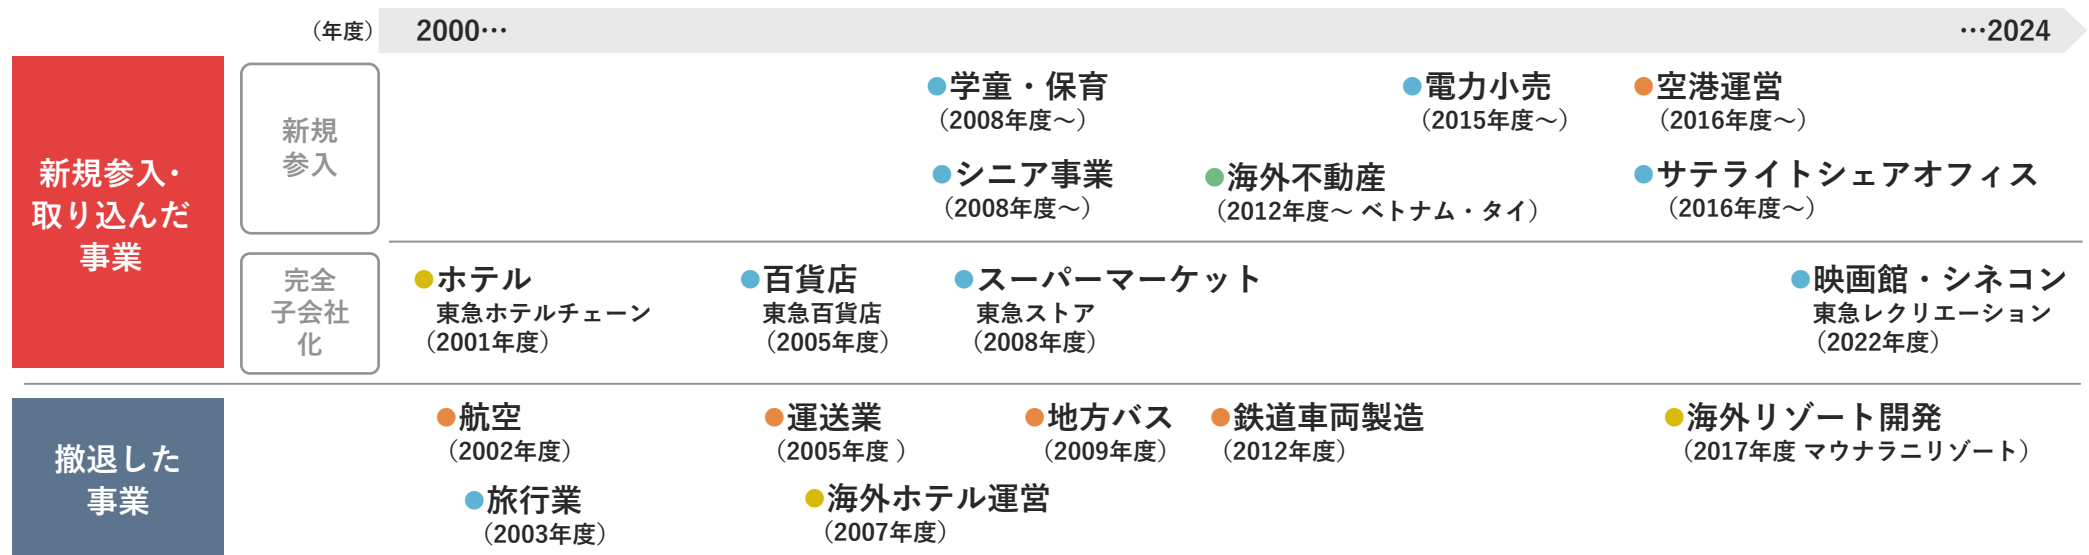 （年度）
2000…
…2024
新規参入・
取り込んだ
事業
新規
参入
学童・保育
（2008年度～）
電力小売
（2015年度～）
空港運営
（2016年度～）
シニア事業
（2008年度～）
海外不動産
（2012年度～ ベトナム・タイ）
サテライトシェアオフィス
（2016年度～）
完全
子会社
化
ホテル
東急ホテルチェーン
（2001年度）
百貨店
東急百貨店
（2005年度）
スーパーマーケット
東急ストア
（2008年度）
映画館・シネコン
東急レクリエーション
（2022年度）
撤退した
事業
航空
（2002年度）
運送業
（2005年度 ）
地方バス
（2009年度）
鉄道車両製造
（2012年度）
海外リゾート開発
（2017年度 マウナラニリゾート）
旅行業
（2003年度）
海外ホテル運営
（2007年度）